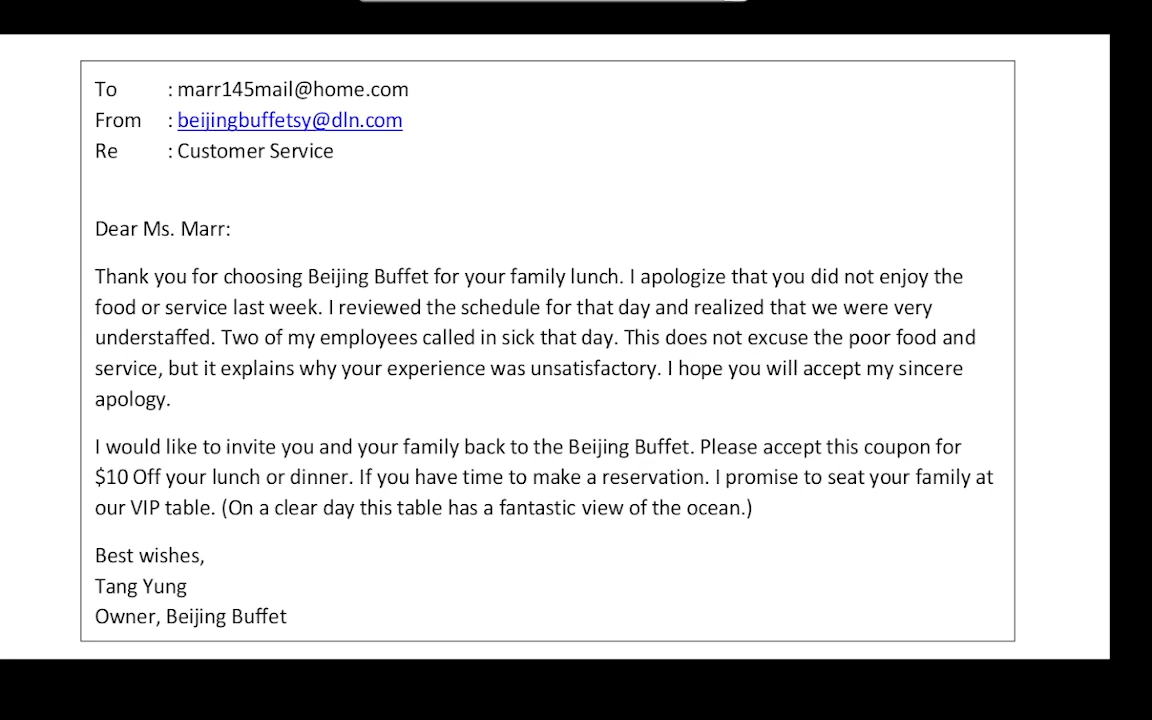 To : marr145mail@home.com
From : beijingbuffetsy@dln.com
Re : Customer Service
Dear Ms. Marr:
Thank you for choosing Beijing Buffet for your family lunch. I apologize that you did not enjoy the
food or service last week. I reviewed the schedule for that day and realized that we were very
understaffed. Two of my employees called in sick that day. This does not excuse the poor food and
service, but it explains why your experience was unsatisfactory. I hope you will accept my sincere
apology.
I would like to invite you and your family back to the Beijing Buffet. Please accept this coupon for
$10 Off your lunch or dinner. If you have time to make a reservation. I promise to seat your family at
our VIP table. (On a clear day this table has a fantastic view of the ocean.)
Best wishes,
Tang Yung
Owner, Beijing Buffet